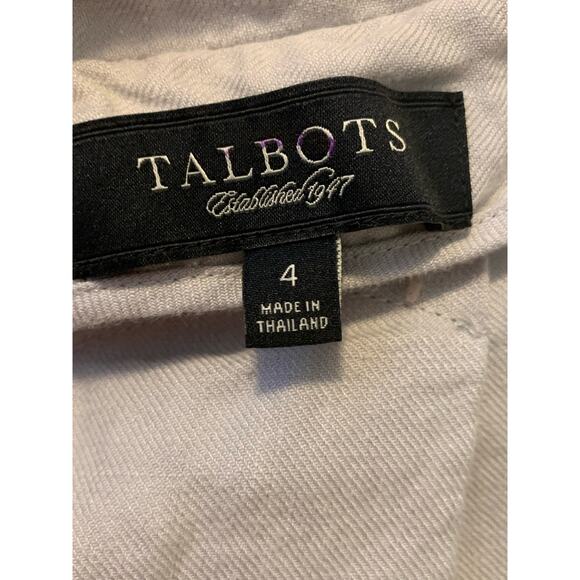 TALBOTS
Established 1947
4
MADE IN
THAILAND